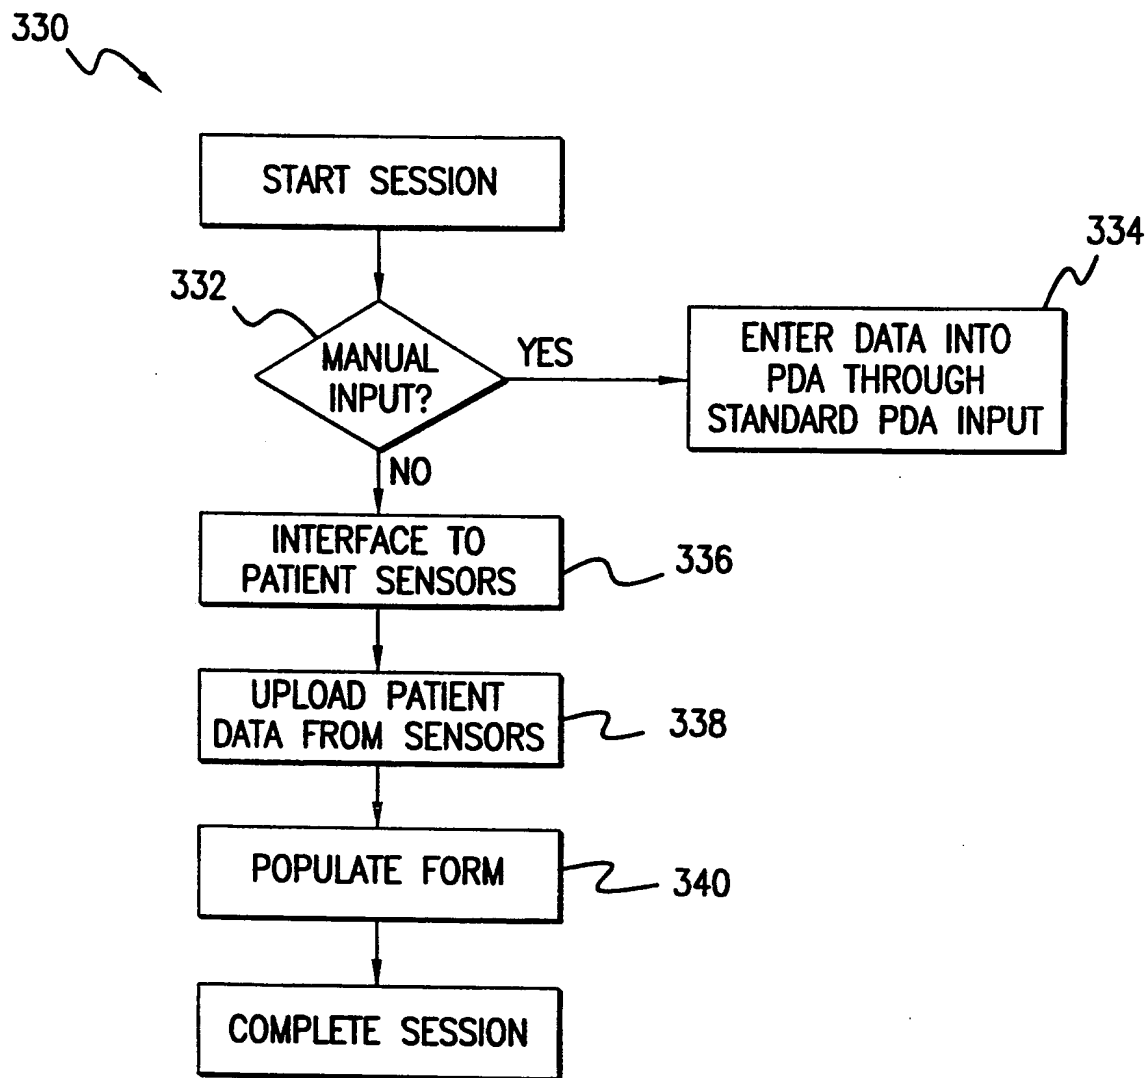 330
START SESSION
332
MANUAL
INPUT?
YES
334
ENTER DATA INTO
PDA THROUGH
STANDARD PDA INPUT
NO
INTERFACE TO
PATIENT SENSORS
336
UPLOAD PATIENT
DATA FROM SENSORS
338
POPULATE FORM
340
COMPLETE SESSION